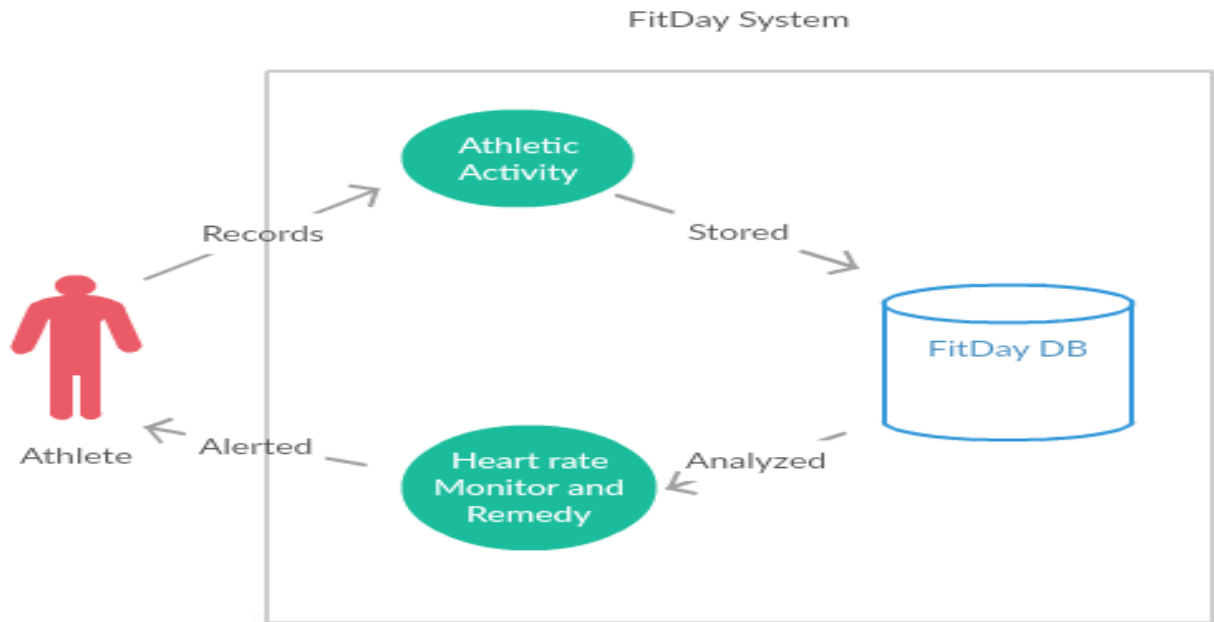 FitDay System
Athletic
Activity
Records
Stored
FitDay DB
Athlete
Alerted
Heart rate
Monitor and
Remedy
Analyzed